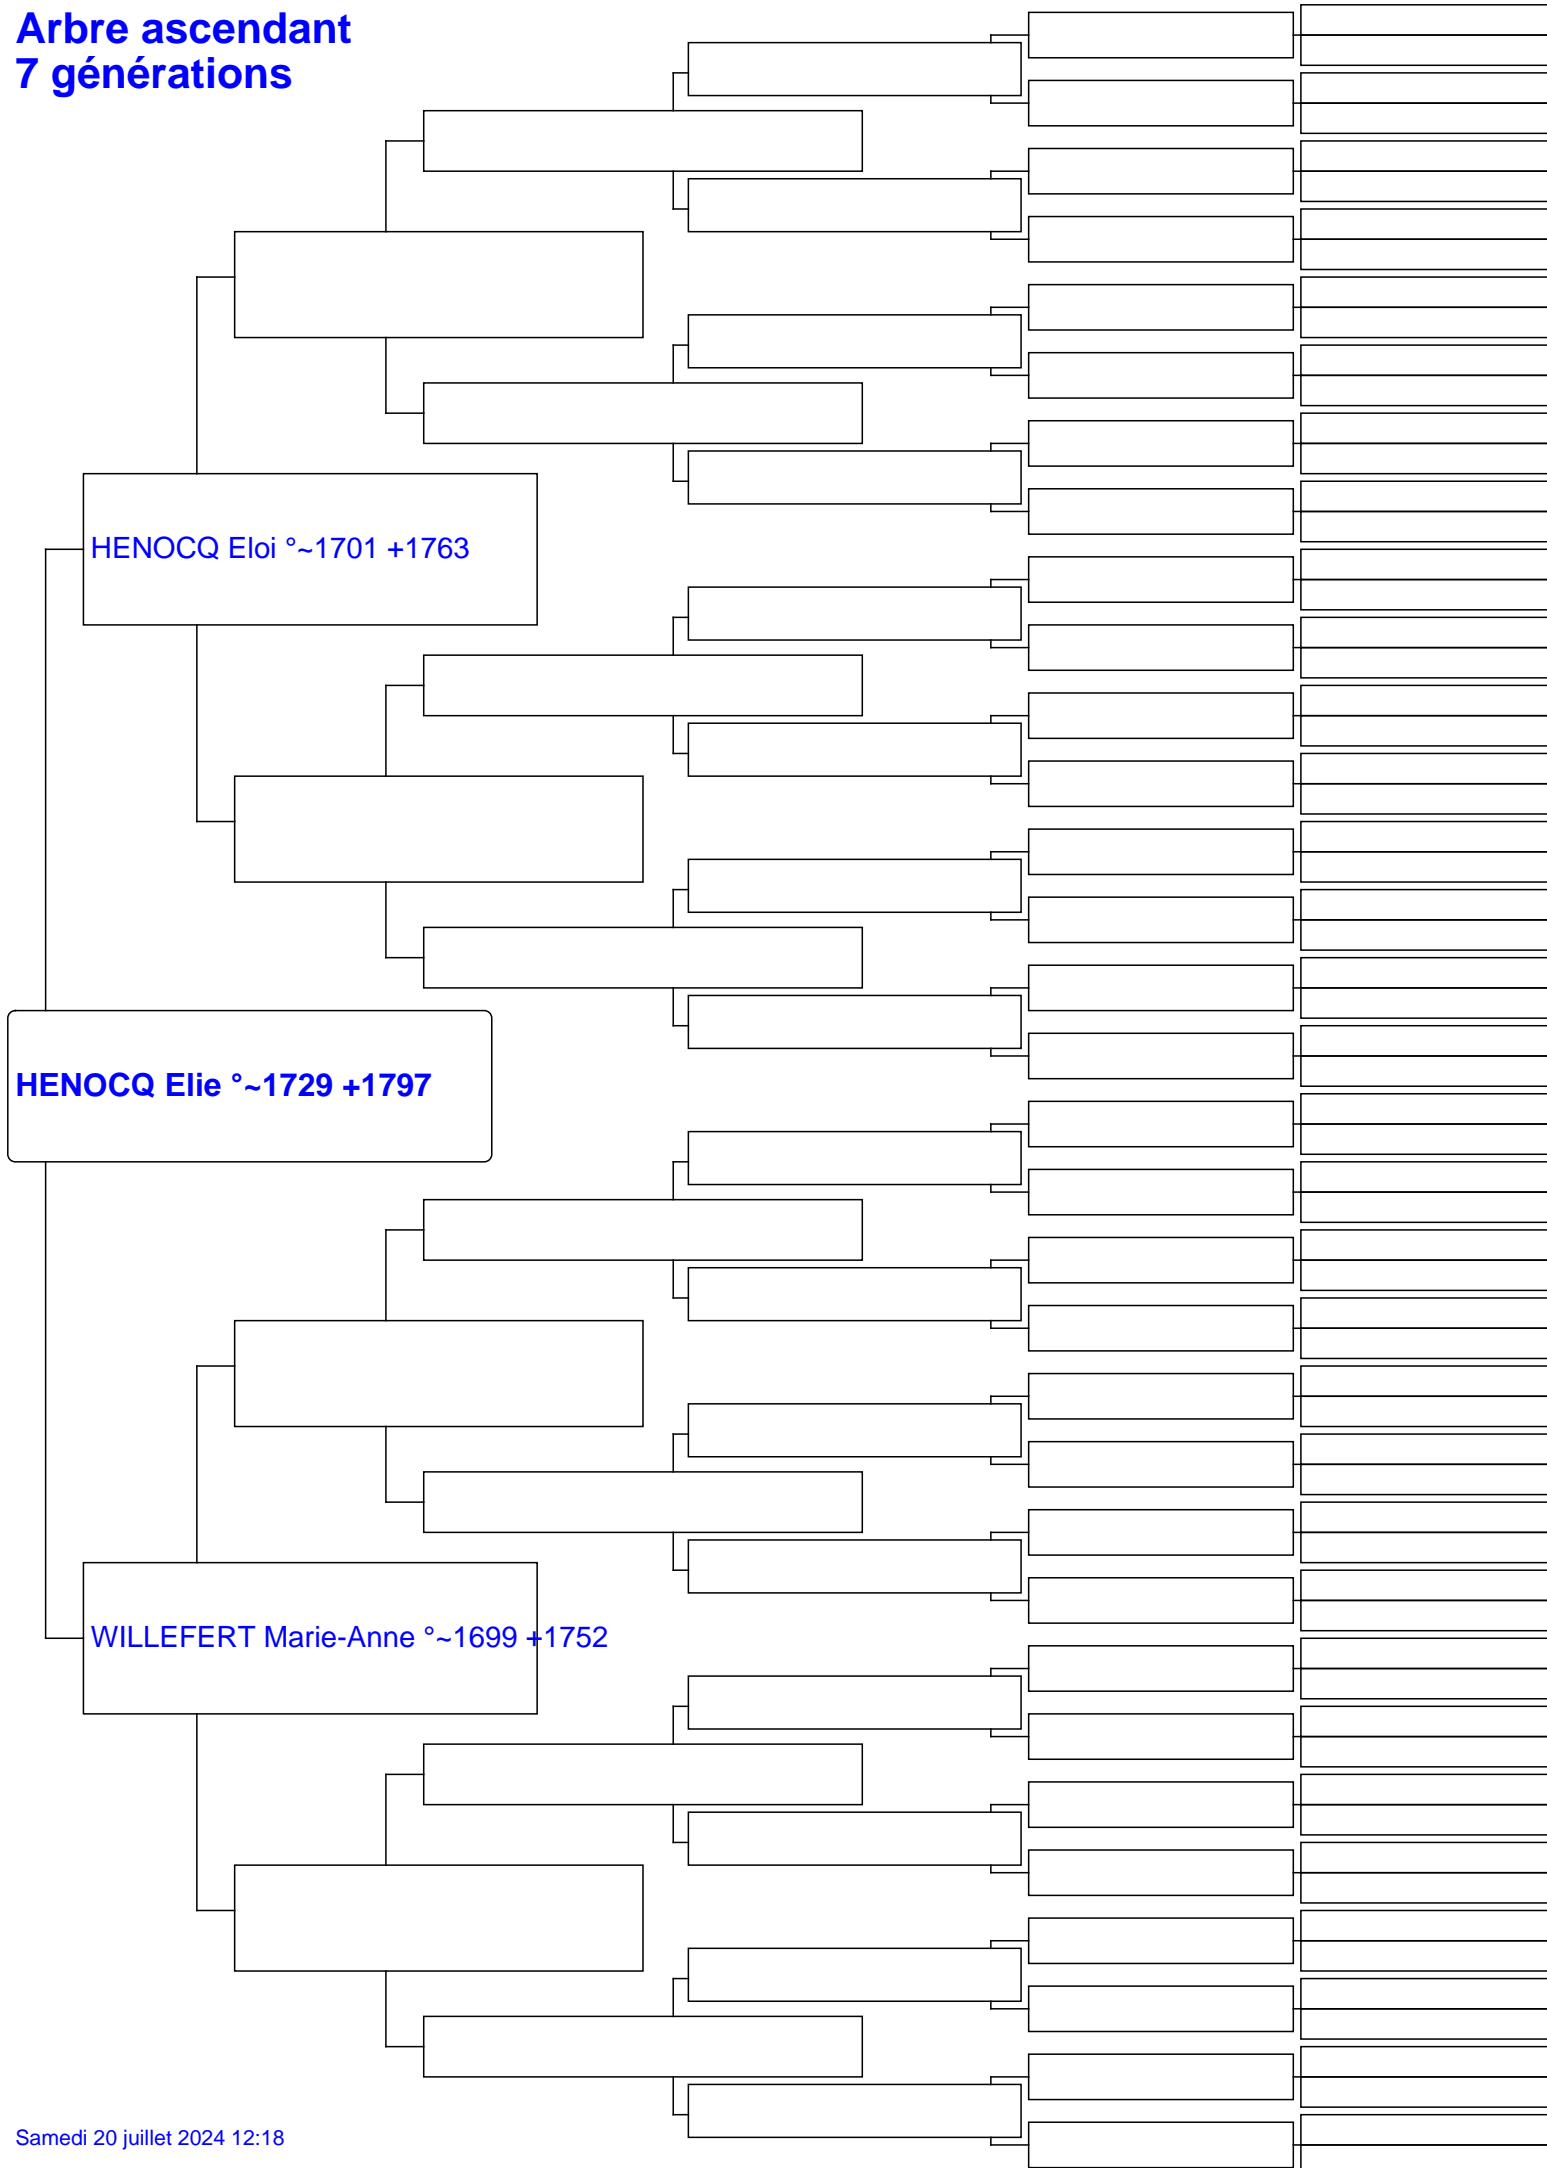 Arbre ascendant
7 générations
HENOCQ Eloi °~1701 +1763
HENOCQ Elie °~1729 +1797
WILLEFERT Marie-Anne °~1699 +1752
Samedi 20 juillet 2024 12:18